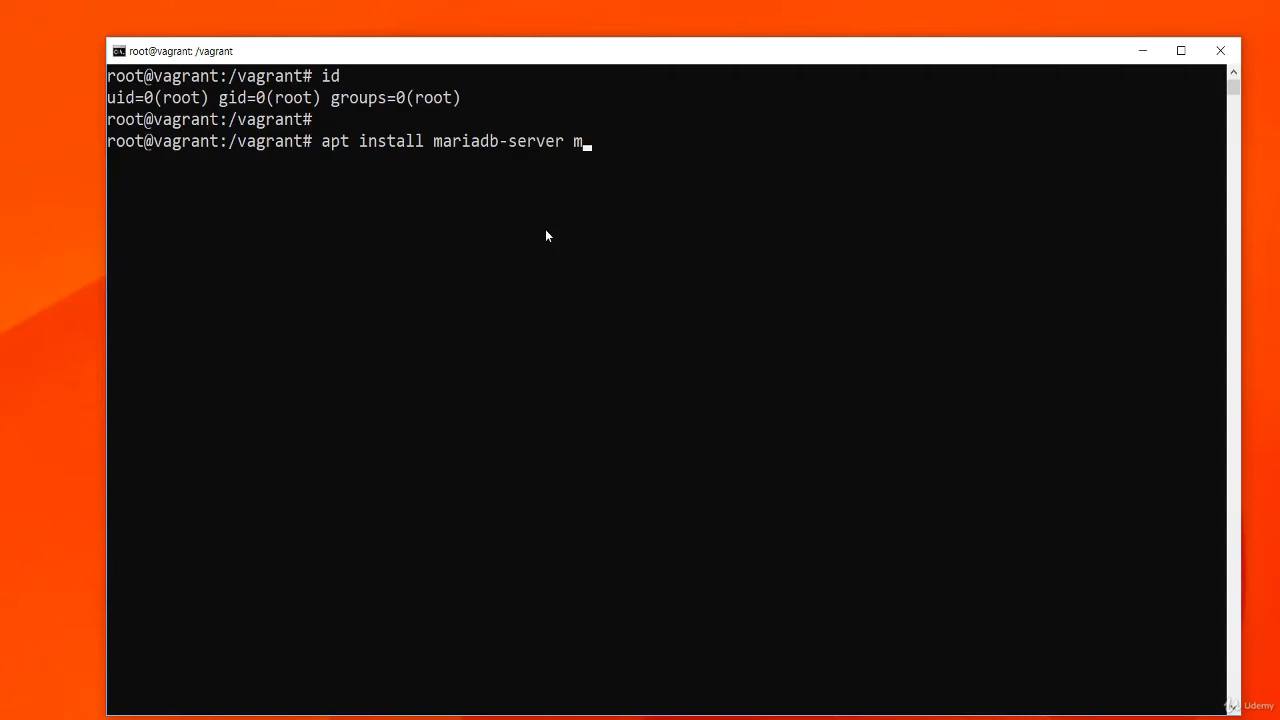 root@vagrant: /vagrant
root@vagrant:/vagrant# id
uid=0(root) gid=0(root) groups=0(root)
root@vagrant:/vagrant#
root@vagrant:/vagrant# apt install mariadb-server m
Udemy